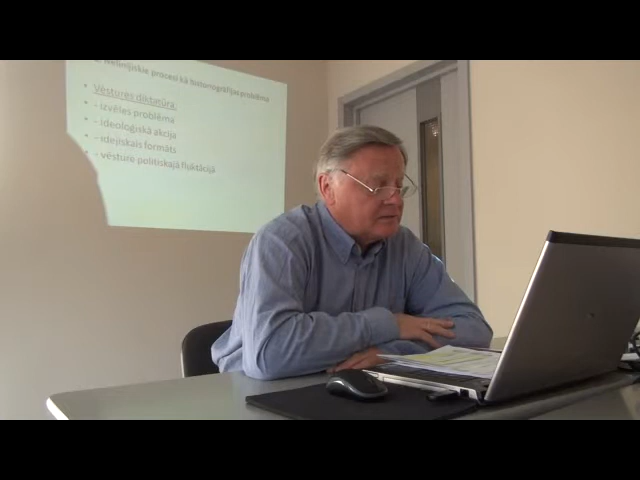 procesi kā historiogrāfijas problēma
• Vēstures diktatūra:
• - izvēles problēma
• - ideoloģiskā akcija
• - idejiskais formāts
• - vēsture politiskajā fluktācijā